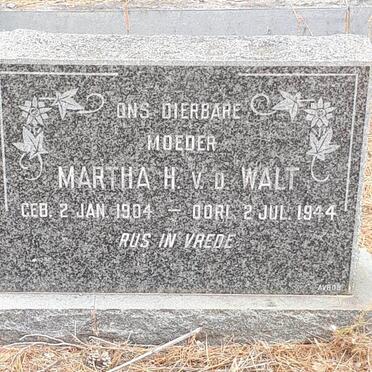 ONS DIERBARE
MOEDER
MARTHA H. V. D. WALT
GEB. 2 JAN. 1904 — OORL. 2 JUL. 1944
RUS IN VREDE